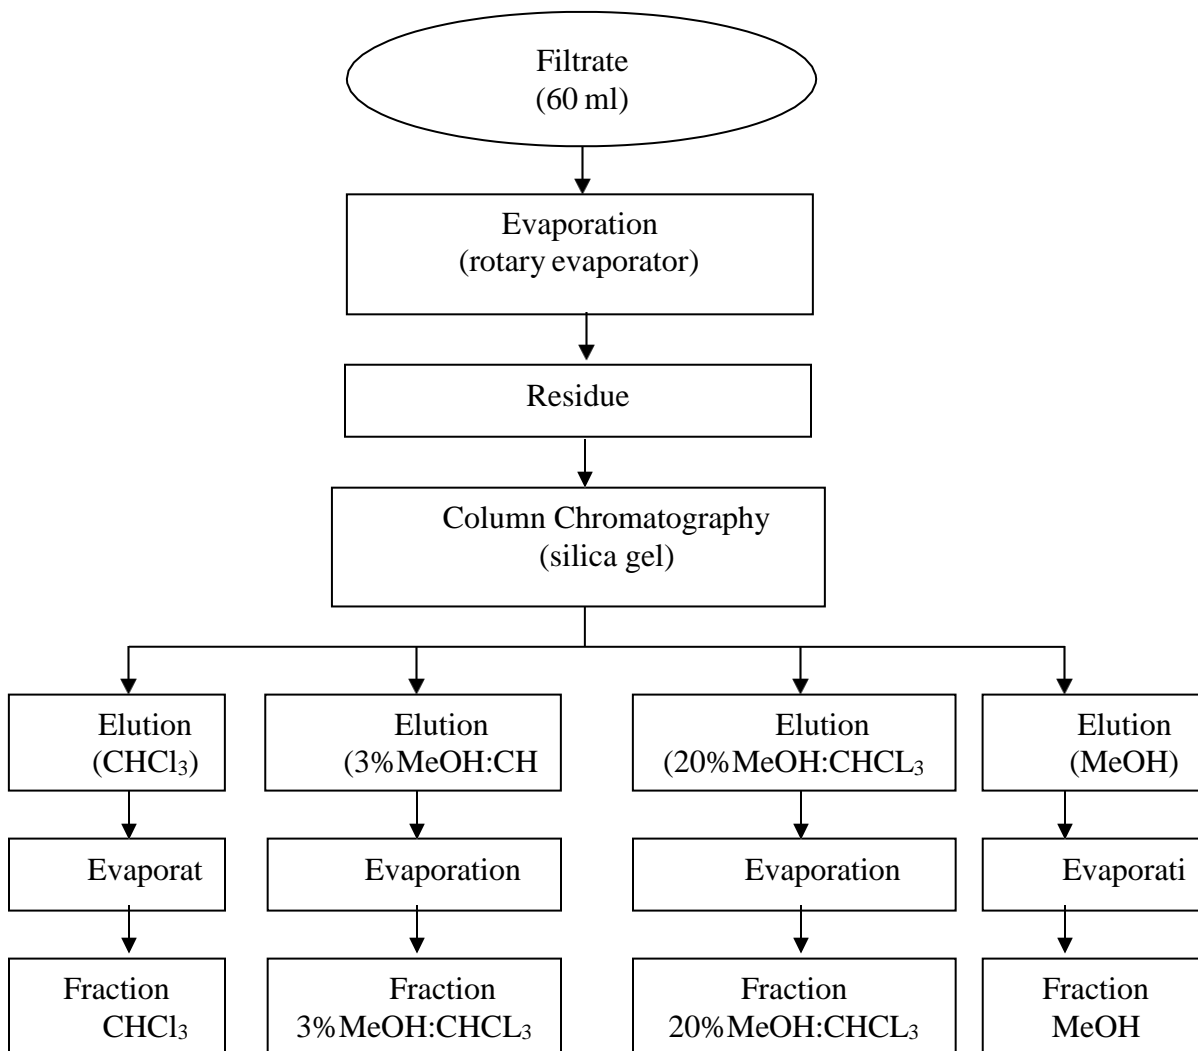 Filtrate
(60 ml)
Evaporation
(rotary evaporator)
Residue
Column Chromatography
(silica gel)
Elution
(CHCl₃)
Elution
(3%MeOH:CH
Elution
(20%MeOH:CHCL₃
Elution
(MeOH)
Evaporat
Evaporation
Evaporation
Evaporati
Fraction
CHCl₃
Fraction
3%MeOH:CHCL₃
Fraction
20%MeOH:CHCL₃
Fraction
MeOH